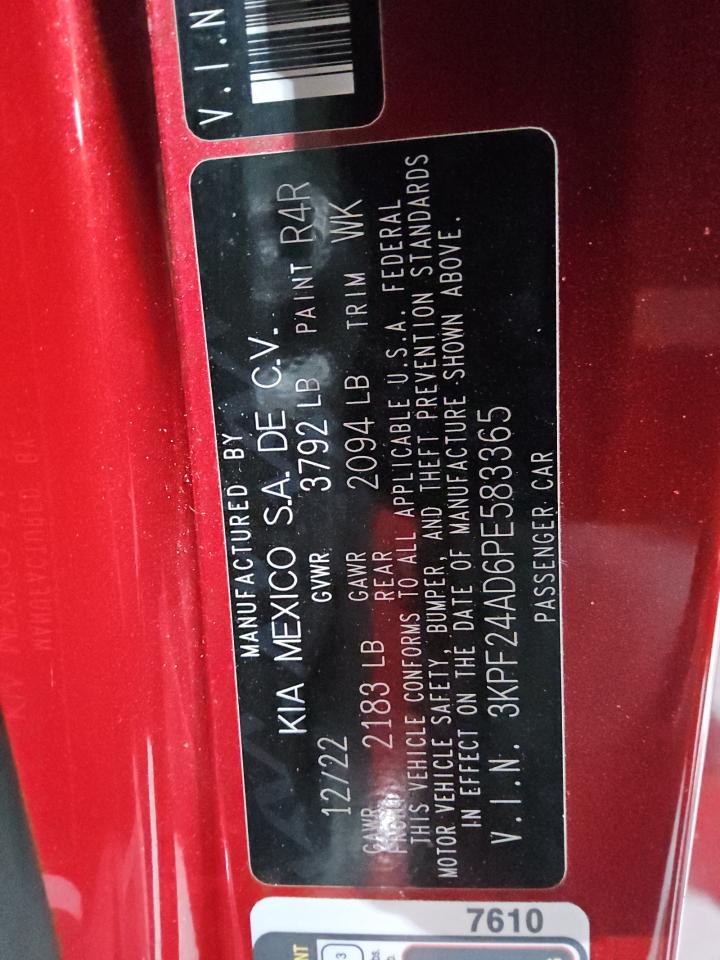 V.I.N
MANUFACTURED BY
KIA MEXICO S.A. DE C.V.
12/22 GVWR 3792 LB PAINT R4R
GAWR FRONT 2183 LB GAWR REAR 2094 LB TRIM WK
THIS VEHICLE CONFORMS TO ALL APPLICABLE U.S.A. FEDERAL
MOTOR VEHICLE SAFETY, BUMPER, AND THEFT PREVENTION STANDARDS
IN EFFECT ON THE DATE OF MANUFACTURE SHOWN ABOVE.
V.I.N. 3KPF24AD6PE583365
PASSENGER CAR
7610